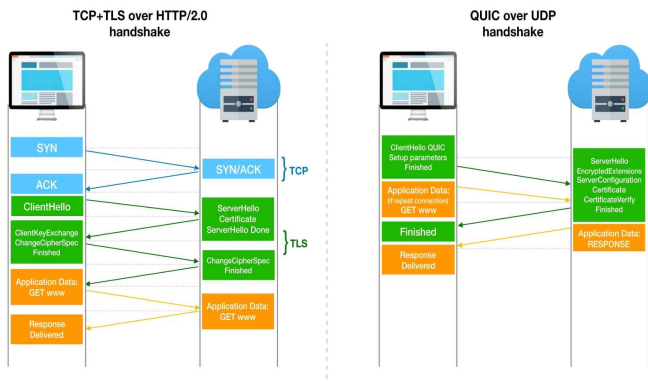 TCP+TLS over HTTP/2.0
handshake
SYN
SYN/ACK
TCP
ACK
ClientHello
ServerHello
Certificate
ServerHello Done
ClientKeyExchange
ChangeCipherSpec
Finished
TLS
ChangeCipherSpec
Finished
Application Data:
GET www
Application Data:
GET www
Response
Delivered
QUIC over UDP
handshake
ClientHello QUIC
Setup parameters
Finished
ServerHello
EncryptedExtensions
ServerConfiguration
Certificate
CertificateVerify
Finished
Application Data:
(if repeat connection)
GET www
Finished
Application Data:
RESPONSE
Response
Delivered